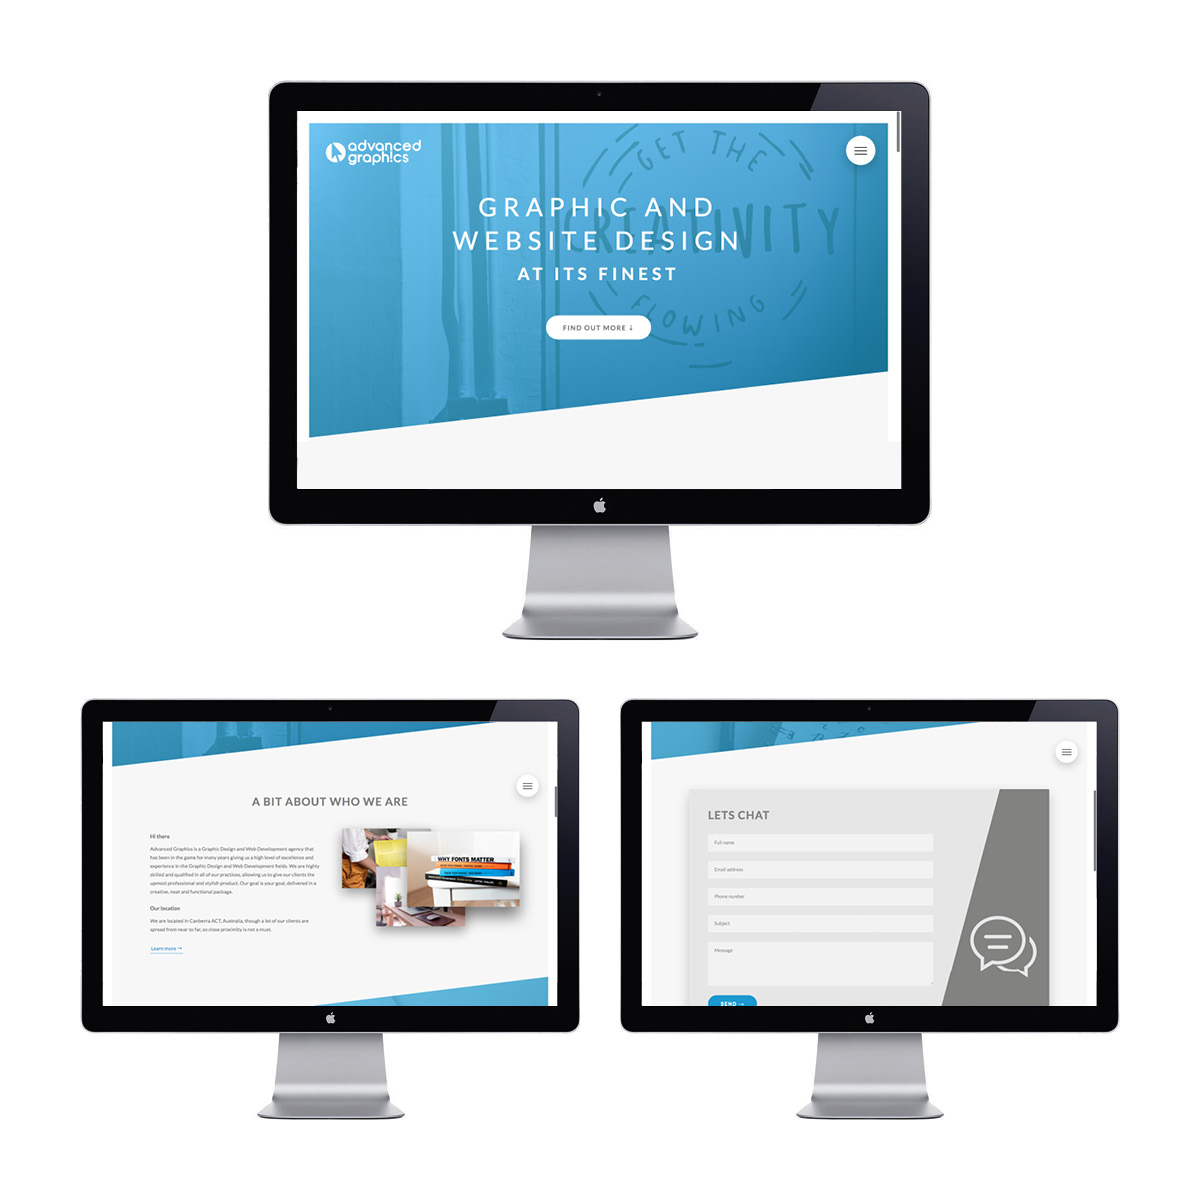 advanced
graph!cs
GET THE
CREATIVITY
FLOWING
GRAPHIC AND
WEBSITE DESIGN
AT ITS FINEST
FIND OUT MORE ↓
A BIT ABOUT WHO WE ARE
Hi there
Advanced Graphics is a Graphic Design and Web Development agency that
has been in the game for many years giving us a high level of excellence and
experience in the Graphic Design and Web Development fields. We are highly
skilled and qualified in all of our practices, allowing us to give our clients the
upmost professional and stylish product. Our goal is your goal, delivered in a
creative, neat and functional package.
Our location
We are located in Canberra ACT, Australia, though a lot of our clients are
spread from near to far, so close proximity is not a must.
Learn more →
WHY FONTS MATTER
LETS CHAT
Full name
Email address
Phone number
Subject
Message
SEND →